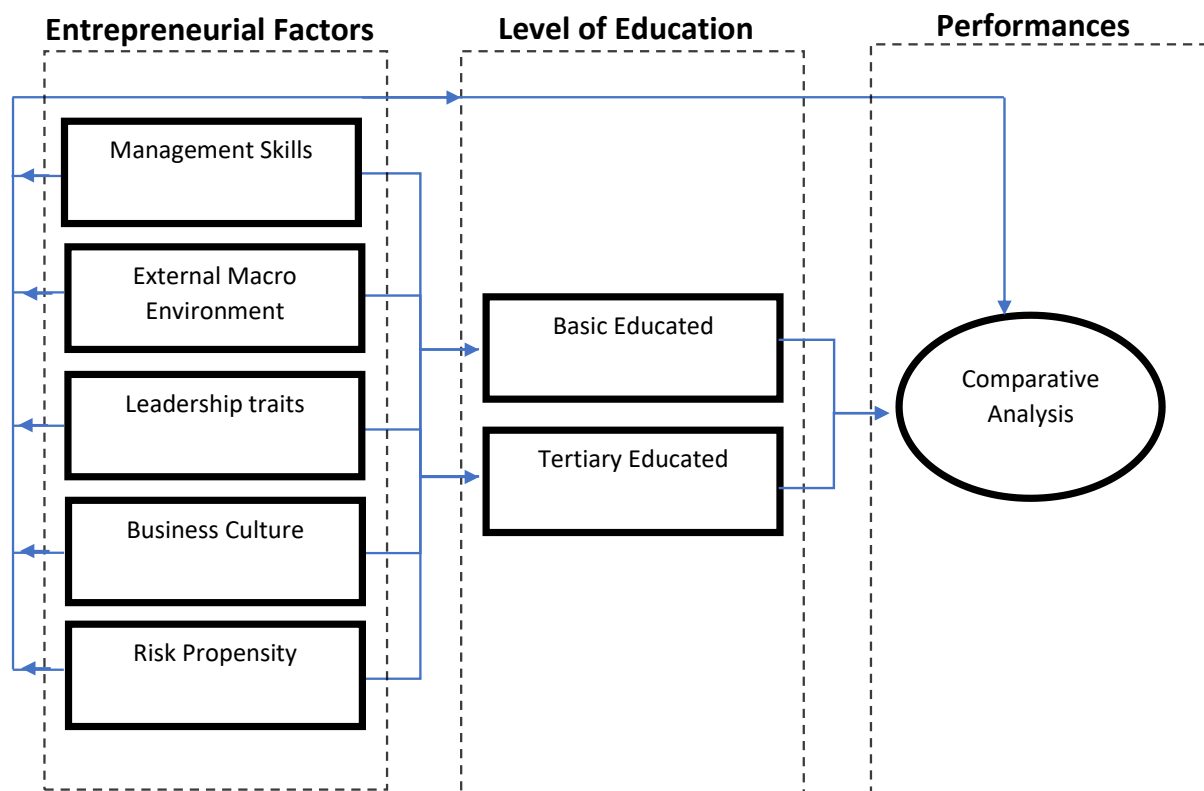 Entrepreneurial Factors
Level of Education
Performances
Management Skills
External Macro
Environment
Leadership traits
Business Culture
Risk Propensity
Basic Educated
Tertiary Educated
Comparative
Analysis